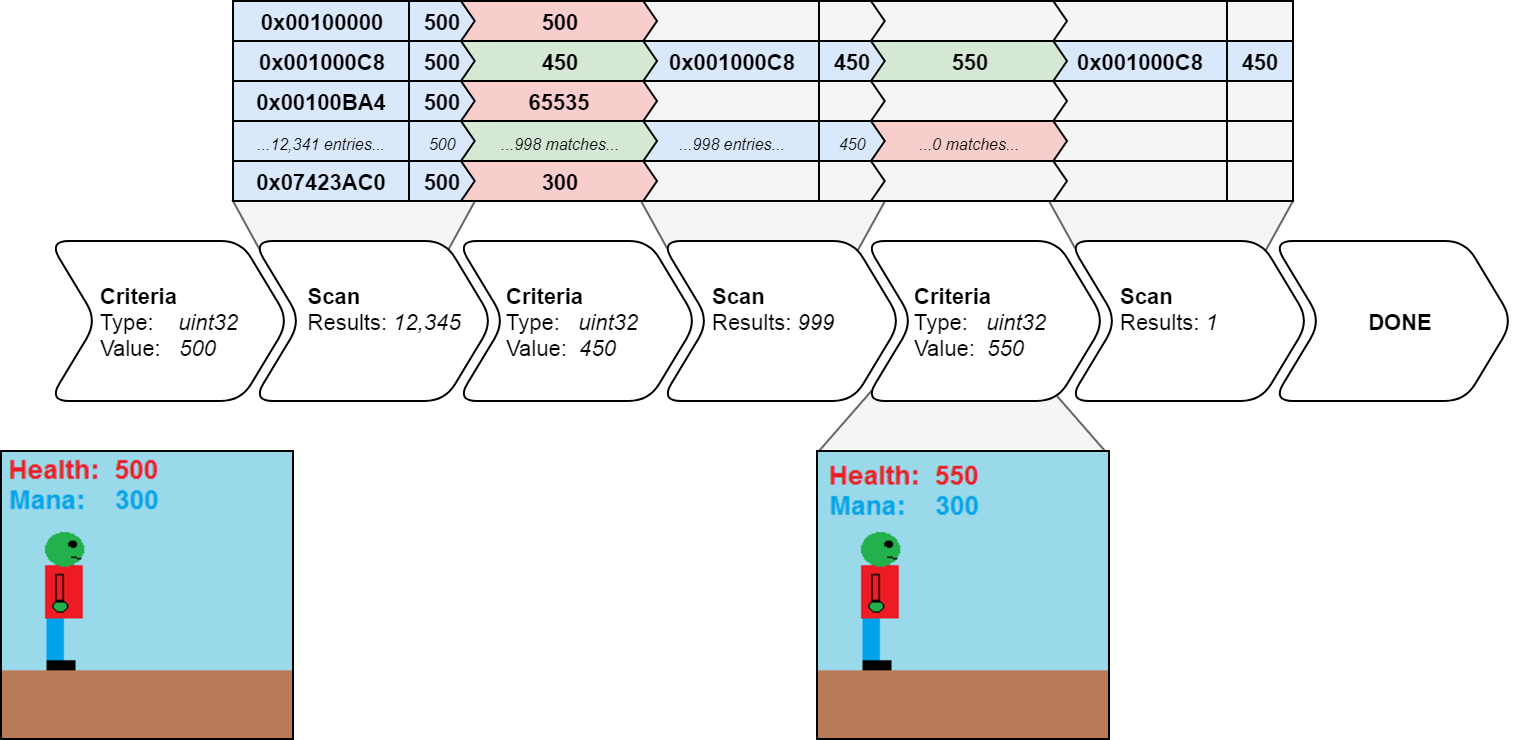 0x00100000 500 500
0x001000C8 500 450 0x001000C8 450 550 0x001000C8 450
0x00100BA4 500 65535
...12,341 entries... 500 ...998 matches... ...998 entries... 450 ...0 matches...
0x07423AC0 500 300
Criteria
Type: uint32
Value: 500
Scan
Results: 12,345
Criteria
Type: uint32
Value: 450
Scan
Results: 999
Criteria
Type: uint32
Value: 550
Scan
Results: 1
DONE
Health: 500
Mana: 300
Health: 550
Mana: 300